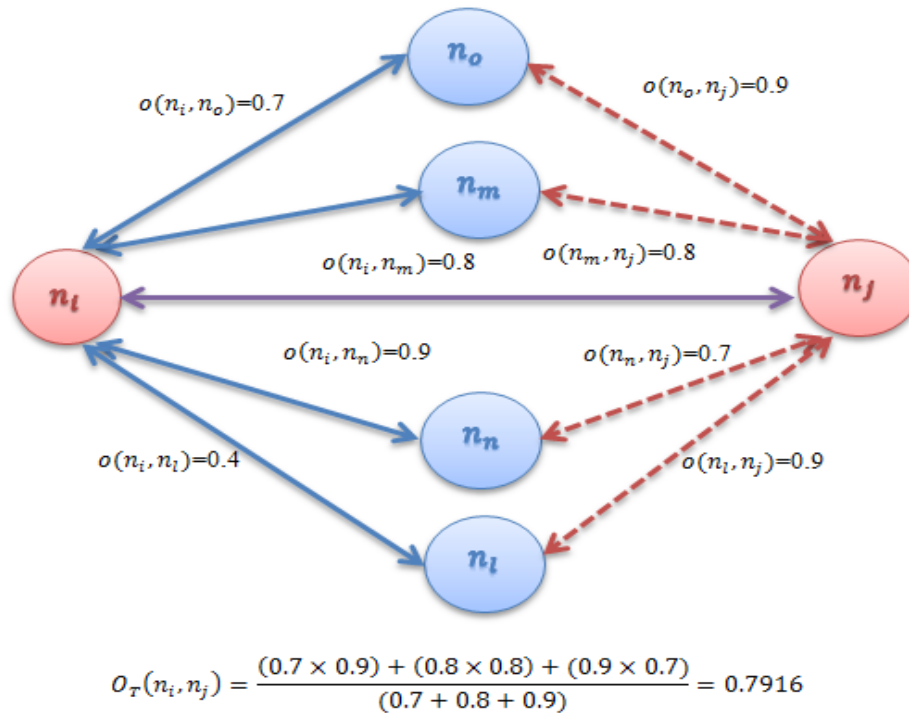 n_o
o(n_i, n_o)=0.7
o(n_o, n_j)=0.9
n_m
o(n_i, n_m)=0.8
o(n_m, n_j)=0.8
n_i
n_j
o(n_i, n_n)=0.9
o(n_n, n_j)=0.7
n_n
o(n_i, n_l)=0.4
o(n_l, n_j)=0.9
n_l
O_T(n_i, n_j) = \frac{(0.7 × 0.9) + (0.8 × 0.8) + (0.9 × 0.7)}{(0.7 + 0.8 + 0.9)} = 0.7916